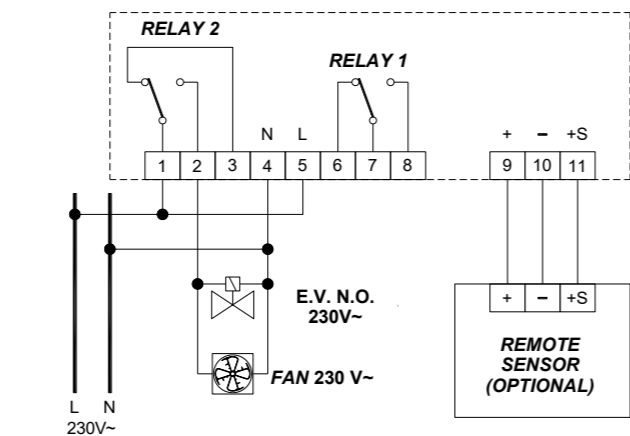 RELAY 2
RELAY 1
N L
+ − +S
1 2 3 4 5 6 7 8
9 10 11
E.V. N.O.
230V~
+ − +S
REMOTE
SENSOR
(OPTIONAL)
FAN 230 V~
L N
230V~